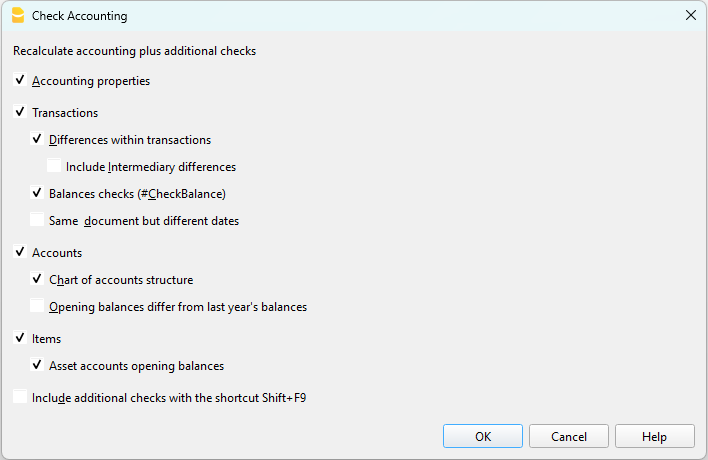 Check Accounting
Recalculate accounting plus additional checks
Accounting properties
Transactions
Differences within transactions
Include Intermediary differences
Balances checks (#CheckBalance)
Same  document but different dates
Accounts
Chart of accounts structure
Opening balances differ from last year's balances
Items
Asset accounts opening balances
Include additional checks with the shortcut Shift+F9
OK Cancel Help